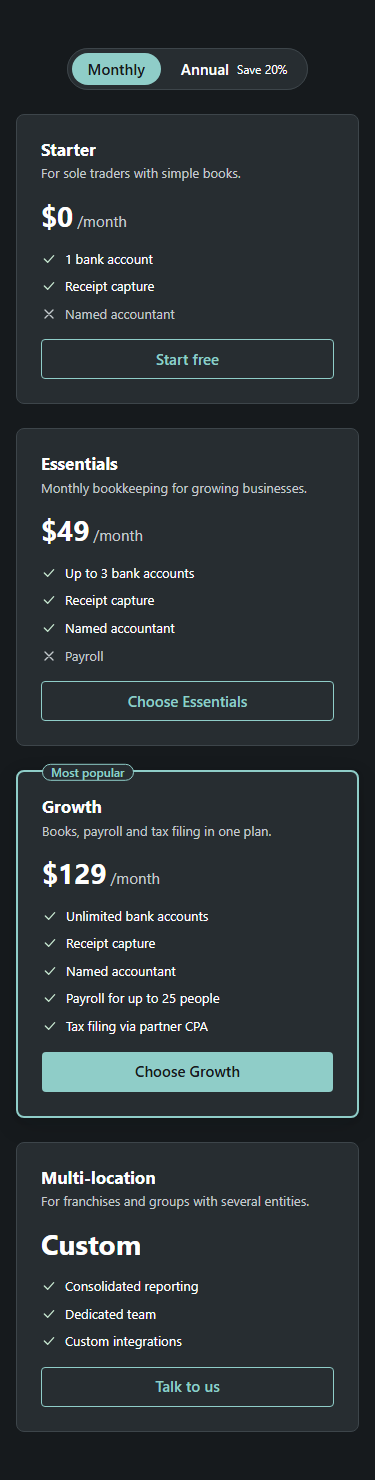 Monthly Annual Save 20%
Starter
For sole traders with simple books.
$0 /month
1 bank account
Receipt capture
Named accountant
Start free
Essentials
Monthly bookkeeping for growing businesses.
$49 /month
Up to 3 bank accounts
Receipt capture
Named accountant
Payroll
Choose Essentials
Most popular
Growth
Books, payroll and tax filing in one plan.
$129 /month
Unlimited bank accounts
Receipt capture
Named accountant
Payroll for up to 25 people
Tax filing via partner CPA
Choose Growth
Multi-location
For franchises and groups with several entities.
Custom
Consolidated reporting
Dedicated team
Custom integrations
Talk to us